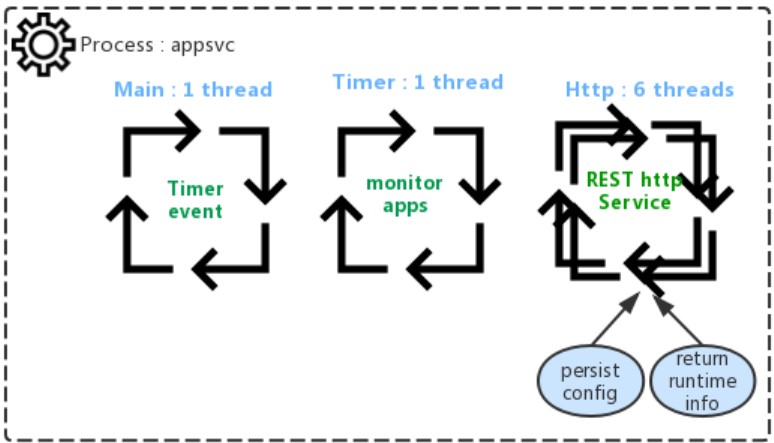 Process : appsvc
Main : 1 thread
Timer : 1 thread
Http : 6 threads
Timer
event
monitor
apps
REST http
Service
persist
config
return
runtime
info